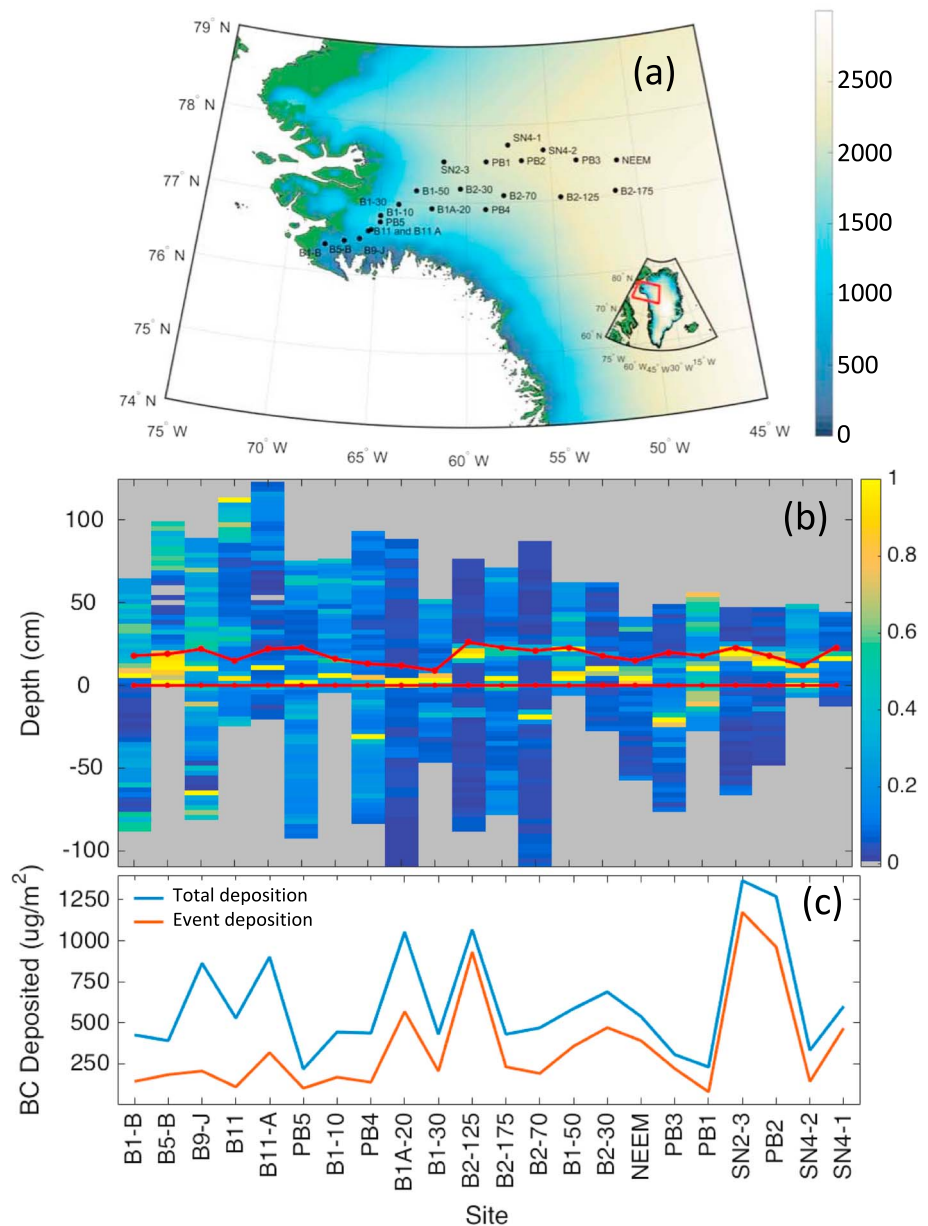 (a)
79° N
78° N
77° N
76° N
75° N
74° N
75° W
70° W
65° W
60° W
55° W
50° W
45° W
SN4-1
SN4-2
SN2-3
PB1
PB2
PB3
NEEM
B1-50
B2-30
B2-70
B2-125
B2-175
B1-30
B1A-20
PB4
B1-10
PB5
B11 and B11 A
B1-B
B5-B
B9-J
80° N
70° N
60° N
75° W
60° W
45° W
30° W
15° W
2500
2000
1500
1000
500
0
(b)
Depth (cm)
100
50
0
-50
-100
1
0.8
0.6
0.4
0.2
0
(c)
BC Deposited (ug/m²)
1250
1000
750
500
250
Total deposition
Event deposition
B1-B
B5-B
B9-J
B11
B11-A
PB5
B1-10
PB4
B1A-20
B1-30
B2-125
B2-175
B2-70
B1-50
B2-30
NEEM
PB3
PB1
SN2-3
PB2
SN4-2
SN4-1
Site